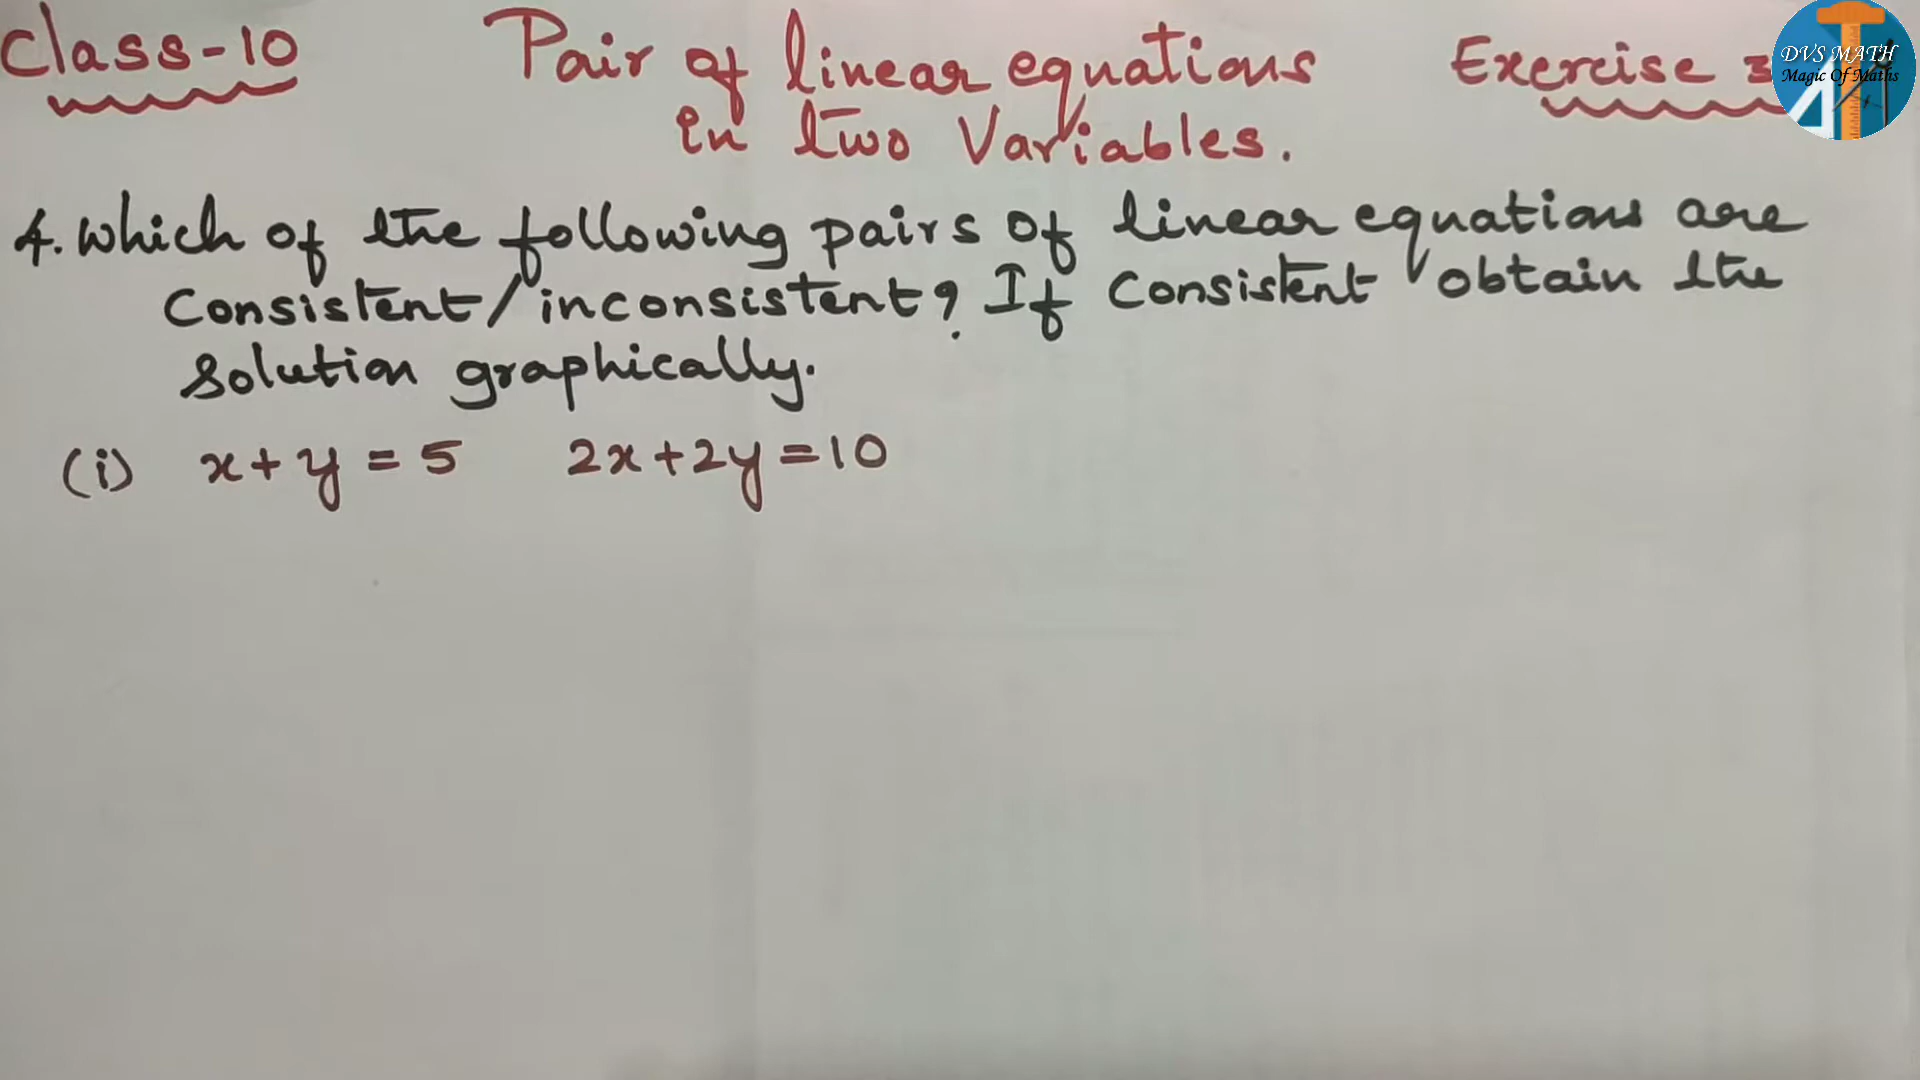 Class-10
Pair of linear equations
in two Variables.
Exercise 3
DVS MATH
Magic Of Maths
4. Which of the following pairs of linear equations are
Consistent/inconsistent? If Consistent obtain the
Solution graphically.
(i) x+y=5 2x+2y=10